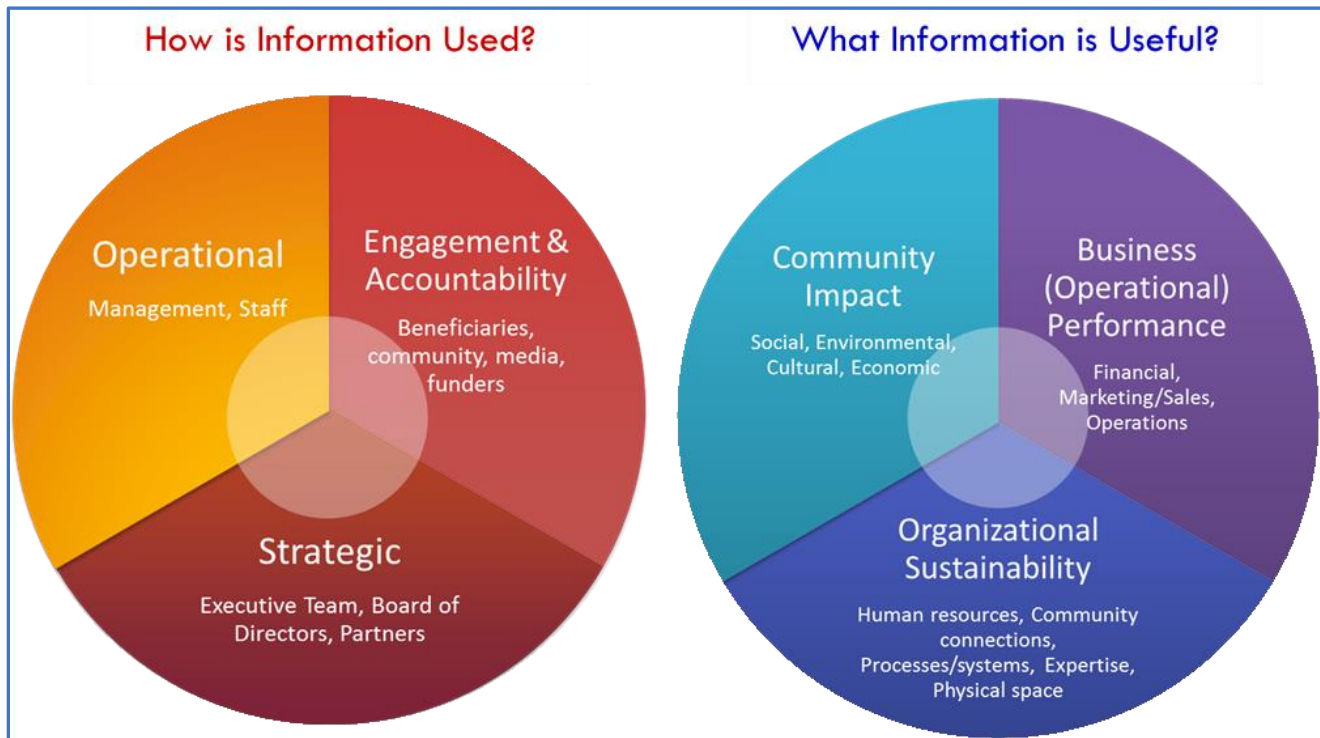 How is Information Used?
Operational
Management, Staff
Engagement &
Accountability
Beneficiaries,
community, media,
funders
Strategic
Executive Team, Board of
Directors, Partners
What Information is Useful?
Community
Impact
Social, Environmental,
Cultural, Economic
Business
(Operational)
Performance
Financial,
Marketing/Sales,
Operations
Organizational
Sustainability
Human resources, Community
connections,
Processes/systems, Expertise,
Physical space